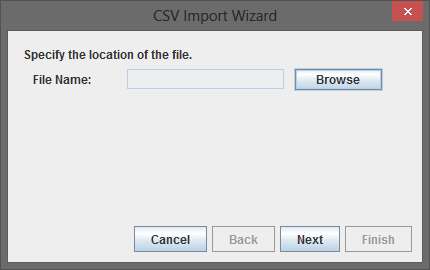 CSV Import Wizard
Specify the location of the file.
File Name: Browse
Cancel Back Next Finish